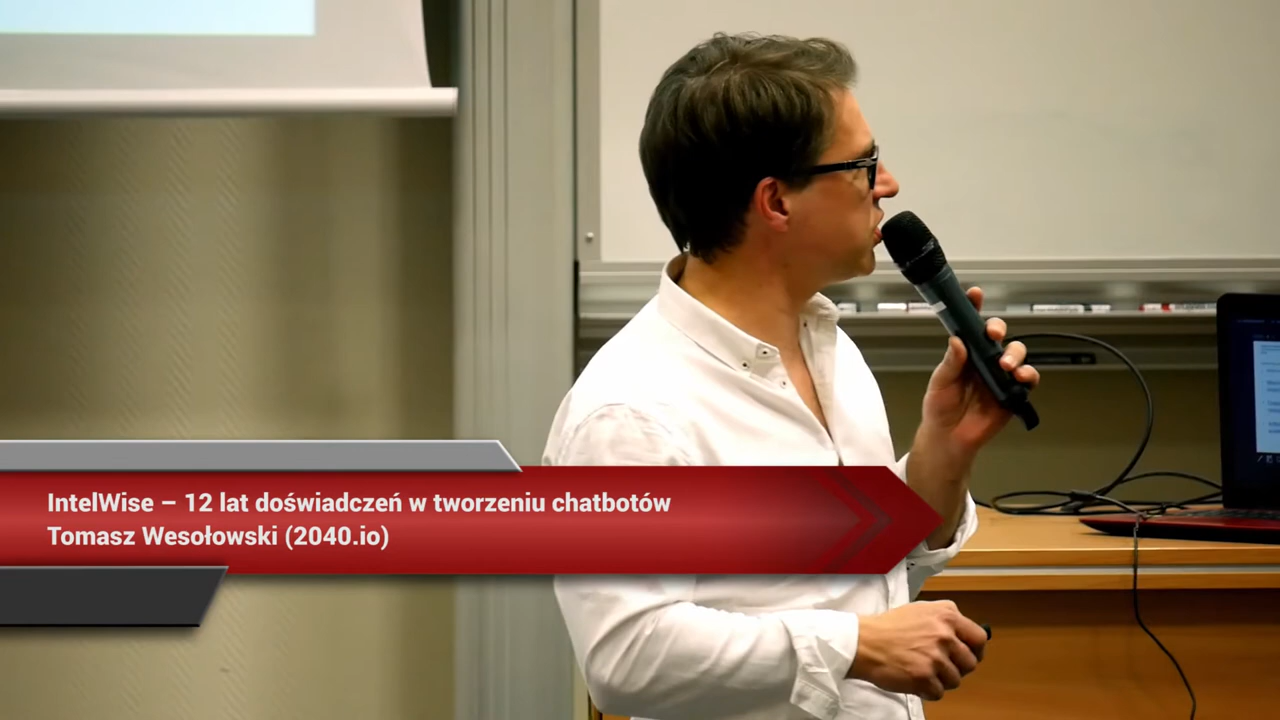 IntelWise – 12 lat doświadczeń w tworzeniu chatbotów
Tomasz Wesołowski (2040.io)